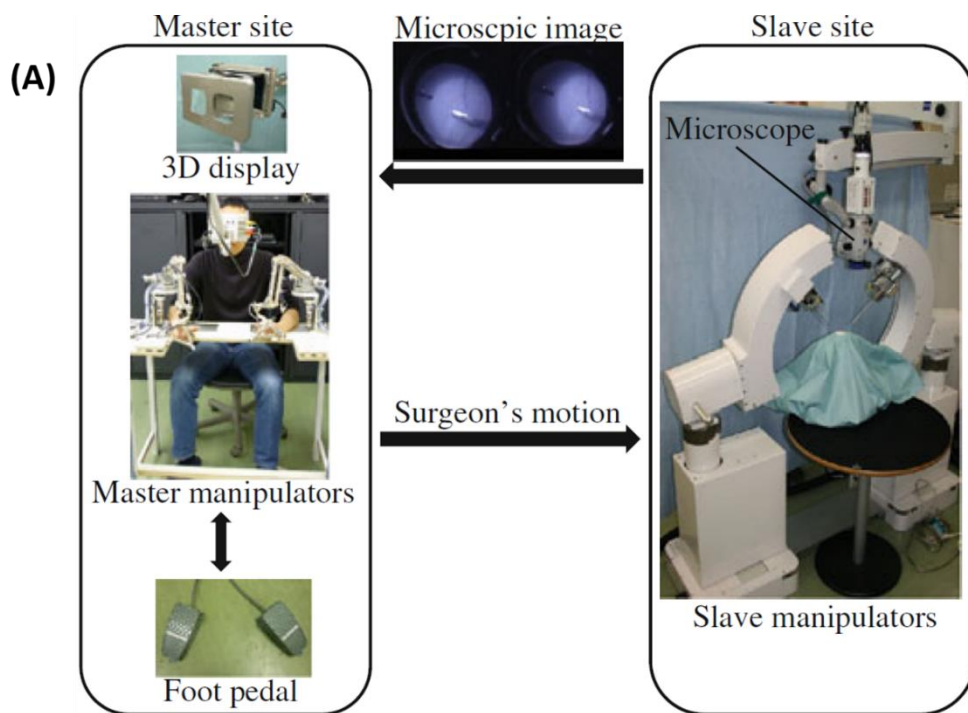 Master site
Microscpic image
Slave site
(A)
Microscope
3D display
Surgeon's motion
Master manipulators
Slave manipulators
Foot pedal